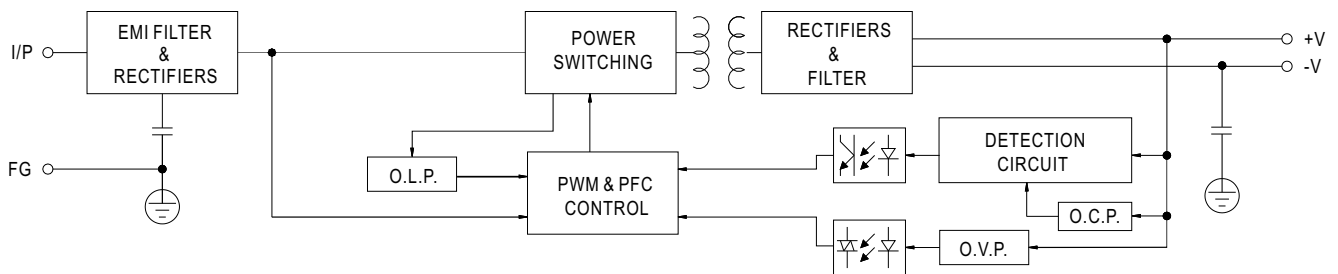 I/P
EMI FILTER
&
RECTIFIERS
POWER
SWITCHING
RECTIFIERS
&
FILTER
+V
-V
FG
O.L.P.
PWM & PFC
CONTROL
DETECTION
CIRCUIT
O.C.P.
O.V.P.